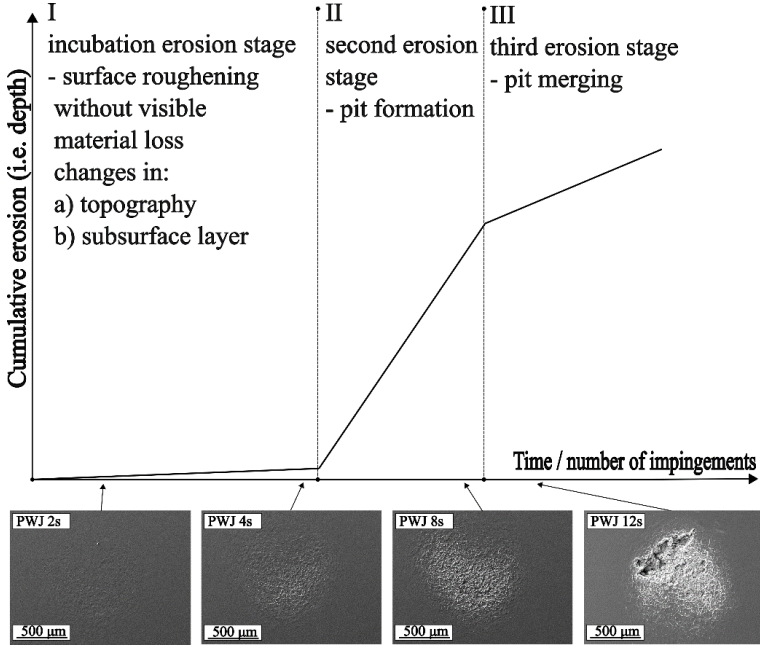 I
incubation erosion stage
- surface roughening
without visible
material loss
changes in:
a) topography
b) subsurface layer
II
second erosion
stage
- pit formation
III
third erosion stage
- pit merging
Cumulative erosion (i.e. depth)
Time / number of impingements
PWJ 2s
500 µm
PWJ 4s
500 µm
PWJ 8s
500 µm
PWJ 12s
500 µm